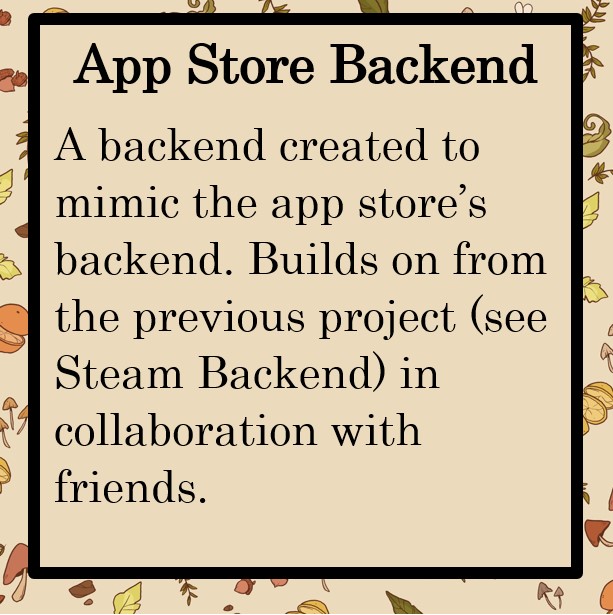 App Store Backend
A backend created to
mimic the app store’s
backend. Builds on from
the previous project (see
Steam Backend) in
collaboration with
friends.